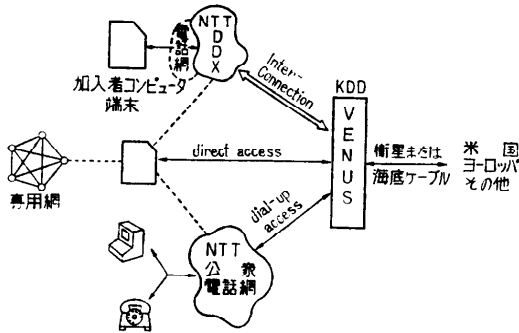 NTT
DDX
電話網
加入者コンピュータ
端末
Inter-
Connection
KDD
VENUS
direct access
衛星または
海底ケーブル
米国
ヨーロッパ
その他
専用網
dial-up
access
NTT
公衆
電話網